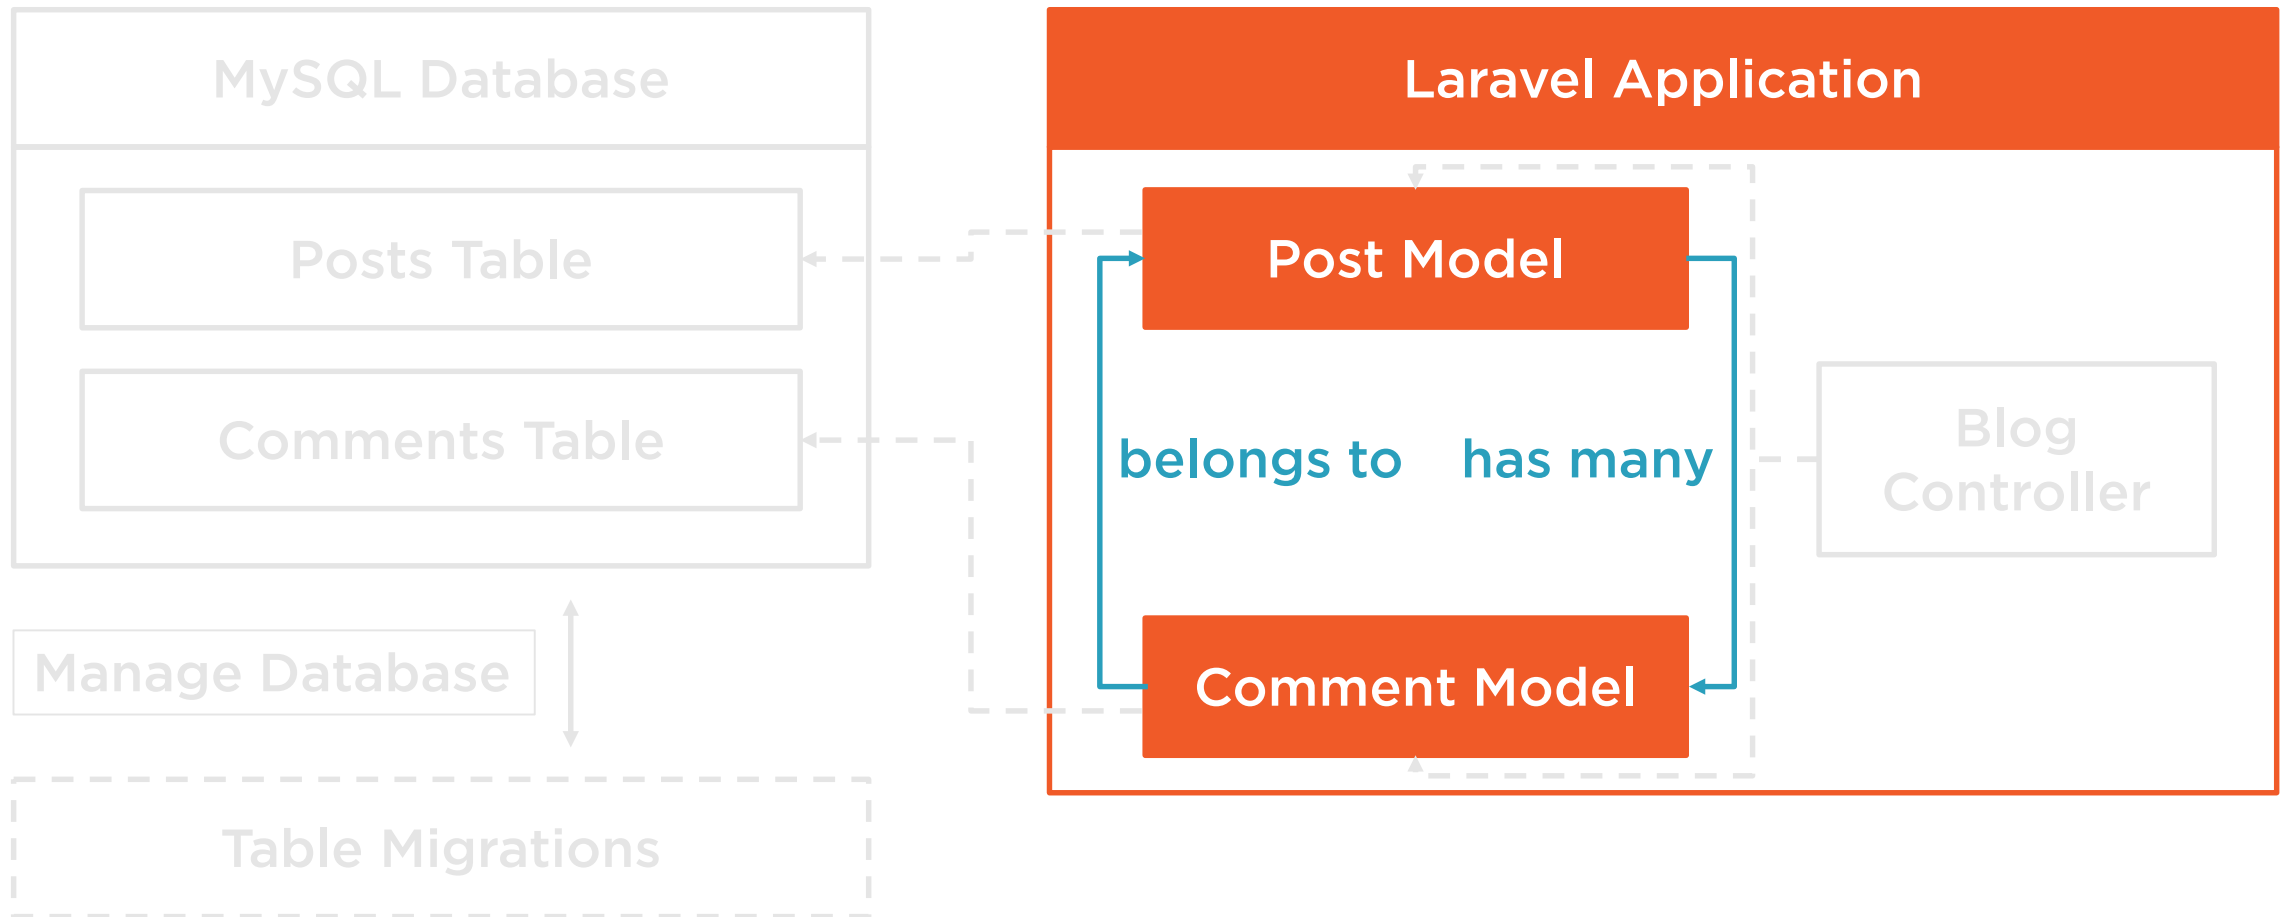 MySQL Database
Posts Table
Comments Table
Manage Database
Table Migrations
Laravel Application
Post Model
belongs to has many
Comment Model
Blog
Controller